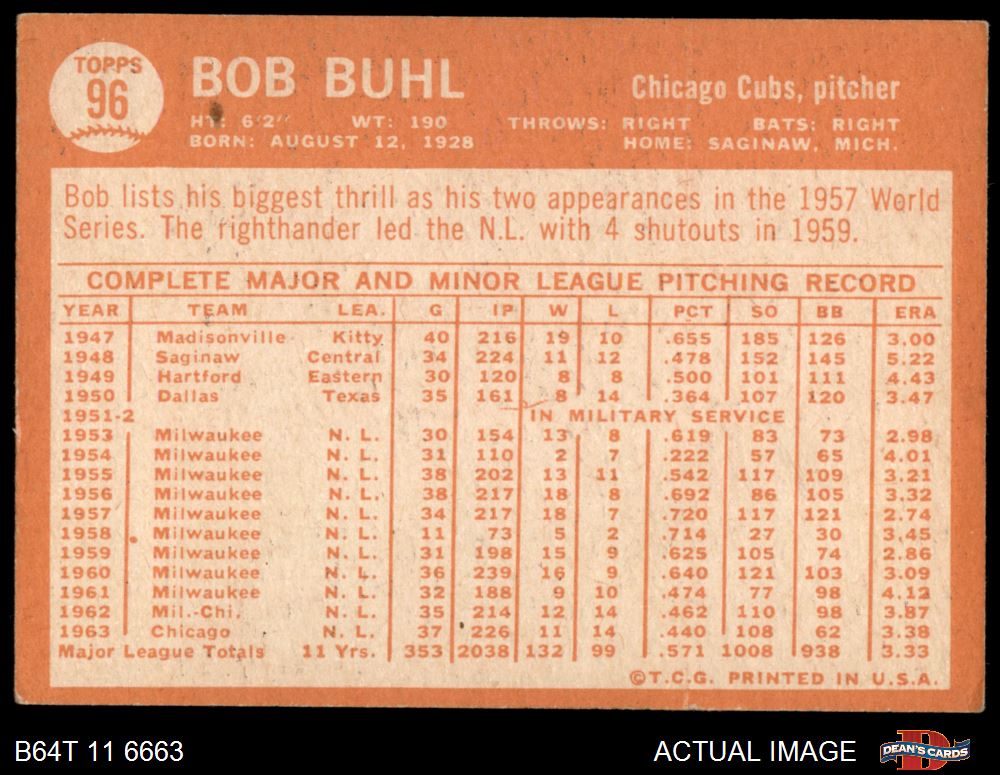 TOPPS
96
BOB BUHL
Chicago Cubs, pitcher
HT: 6'2" WT: 190 THROWS: RIGHT BATS: RIGHT
BORN: AUGUST 12, 1928 HOME: SAGINAW, MICH.
Bob lists his biggest thrill as his two appearances in the 1957 World
Series. The righthander led the N.L. with 4 shutouts in 1959.
COMPLETE MAJOR AND MINOR LEAGUE PITCHING RECORD
YEAR TEAM LEA. G IP W L PCT SO BB ERA
1947 Madisonville Kitty 40 216 19 10 .655 185 126 3.00
1948 Saginaw Central 34 224 11 12 .478 152 145 5.22
1949 Hartford Eastern 30 120 8 8 .500 101 111 4.43
1950 Dallas Texas 35 161 8 14 .364 107 120 3.47
1951-2 IN MILITARY SERVICE
1953 Milwaukee N. L. 30 154 13 8 .619 83 73 2.98
1954 Milwaukee N. L. 31 110 2 7 .222 57 65 4.01
1955 Milwaukee N. L. 38 202 13 11 .542 117 109 3.21
1956 Milwaukee N. L. 38 217 18 8 .692 86 105 3.32
1957 Milwaukee N. L. 34 217 18 7 .720 117 121 2.74
1958 Milwaukee N. L. 11 73 5 2 .714 27 30 3.45
1959 Milwaukee N. L. 31 198 15 9 .625 105 74 2.86
1960 Milwaukee N. L. 36 239 16 9 .640 121 103 3.09
1961 Milwaukee N. L. 32 188 9 10 .474 77 98 4.12
1962 Mil.-Chi. N. L. 35 214 12 14 .462 110 98 3.87
1963 Chicago N. L. 37 226 11 14 .440 108 62 3.38
Major League Totals 11 Yrs. 353 2038 132 99 .571 1008 938 3.33
©T.C.G. PRINTED IN U.S.A.
B64T 11 6663 ACTUAL IMAGE DEAN'S CARDS